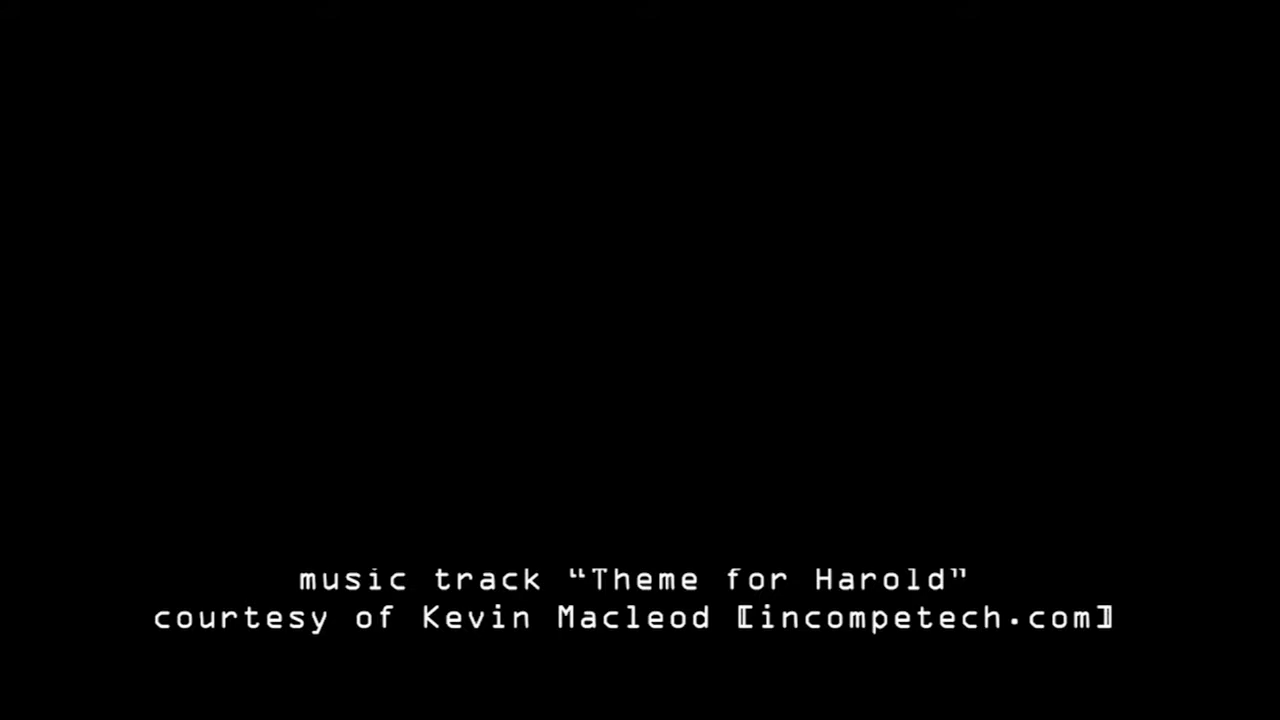 music track “Theme for Harold”
courtesy of Kevin Macleod [incompetech.com]